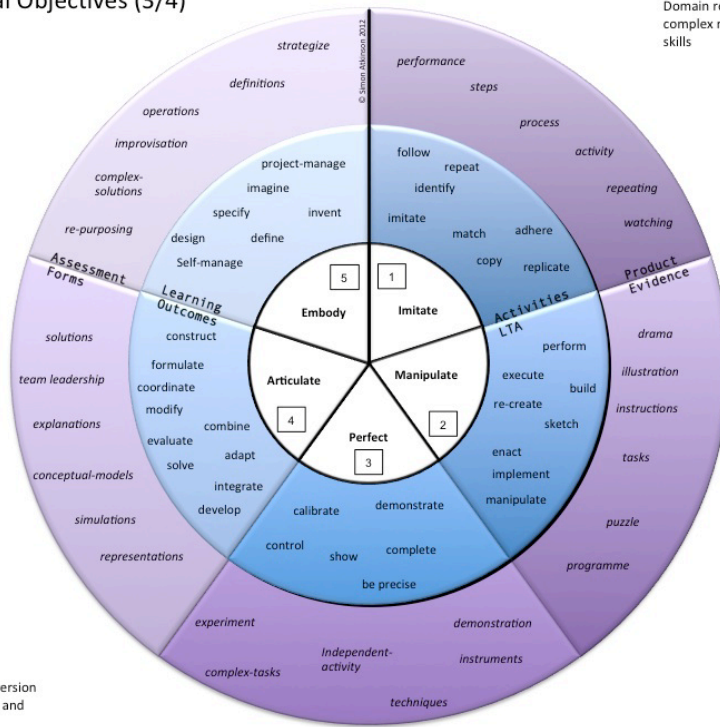 al Objectives (3/4)
Domain re
complex m
skills
© Simon Atkinson 2012
strategize
definitions
operations
improvisation
complex-
solutions
re-purposing
performance
steps
process
activity
repeating
watching
project-manage
imagine
specify
invent
design
define
Self-manage
follow
repeat
identify
imitate
match
adhere
copy
replicate
Assessment
Forms
Learning
Outcomes
Activities
LTA
Product
Evidence
5
Embody
1
Imitate
Articulate
4
Manipulate
2
Perfect
3
solutions
team leadership
explanations
conceptual-models
simulations
representations
construct
formulate
coordinate
modify
combine
evaluate
adapt
solve
integrate
develop
perform
execute
build
re-create
sketch
enact
implement
manipulate
drama
illustration
instructions
tasks
puzzle
programme
calibrate
demonstrate
control
show
complete
be precise
experiment
demonstration
Independent-
activity
instruments
complex-tasks
techniques
ersion
and